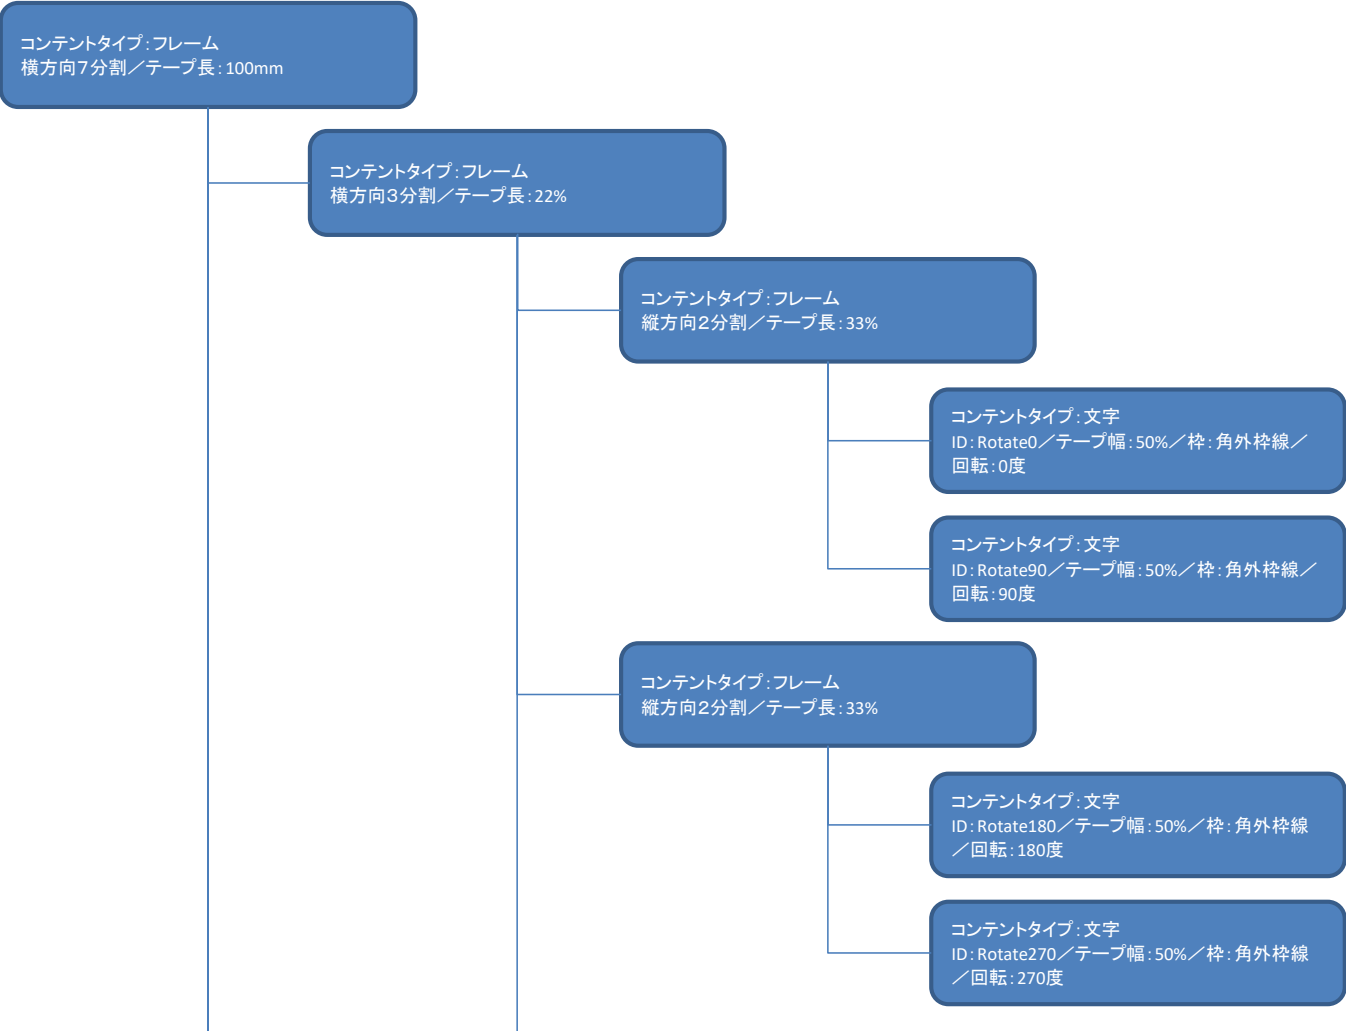 コンテントタイプ：フレーム
横方向７分割／テープ長：100mm
コンテントタイプ：フレーム
横方向３分割／テープ長：22%
コンテントタイプ：フレーム
縦方向２分割／テープ長：33%
コンテントタイプ：文字
ID：Rotate0／テープ幅：50%／枠：角外枠線／
回転：0度
コンテントタイプ：文字
ID：Rotate90／テープ幅：50%／枠：角外枠線／
回転：90度
コンテントタイプ：フレーム
縦方向２分割／テープ長：33%
コンテントタイプ：文字
ID：Rotate180／テープ幅：50%／枠：角外枠線
／回転：180度
コンテントタイプ：文字
ID：Rotate270／テープ幅：50%／枠：角外枠線
／回転：270度